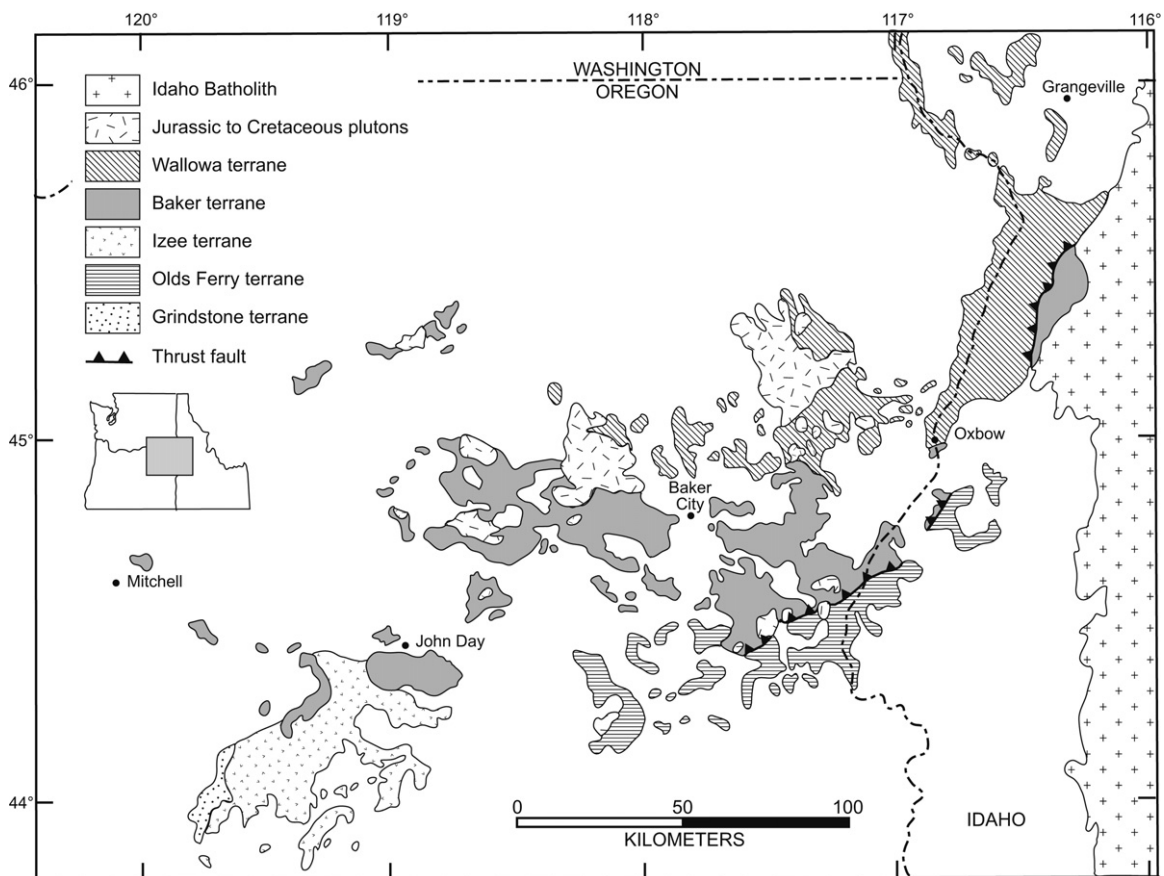 120°
119°
118°
117°
116°
46°
45°
44°
WASHINGTON
OREGON
Grangeville
Idaho Batholith
Jurassic to Cretaceous plutons
Wallowa terrane
Baker terrane
Izee terrane
Olds Ferry terrane
Grindstone terrane
Thrust fault
Oxbow
Baker
City
Mitchell
John Day
0
50
100
KILOMETERS
IDAHO